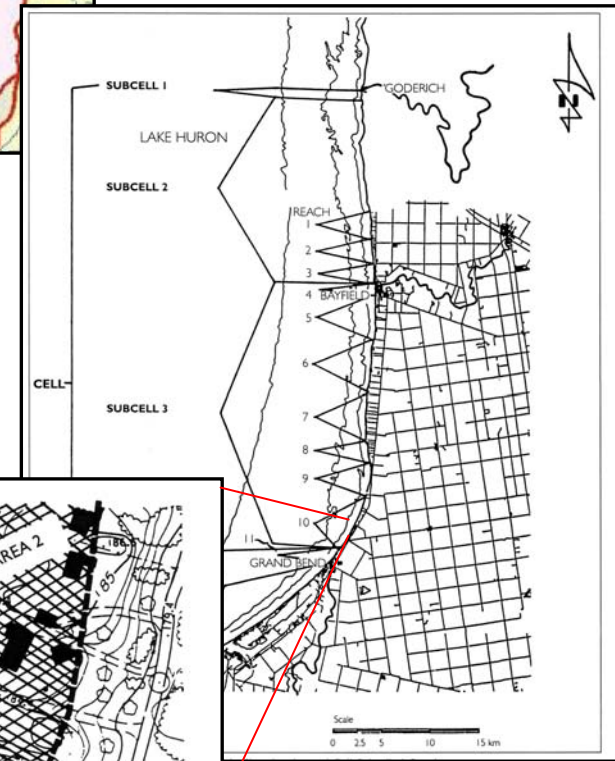 SUBCELL 1
GODERICH
LAKE HURON
SUBCELL 2
REACH
1
2
3
4 BAYFIELD
5
6
CELL
SUBCELL 3
7
8
9
10
11
GRAND BEND
AREA 2
186.5
185
N
Scale
0 2.5 5 10 15 km